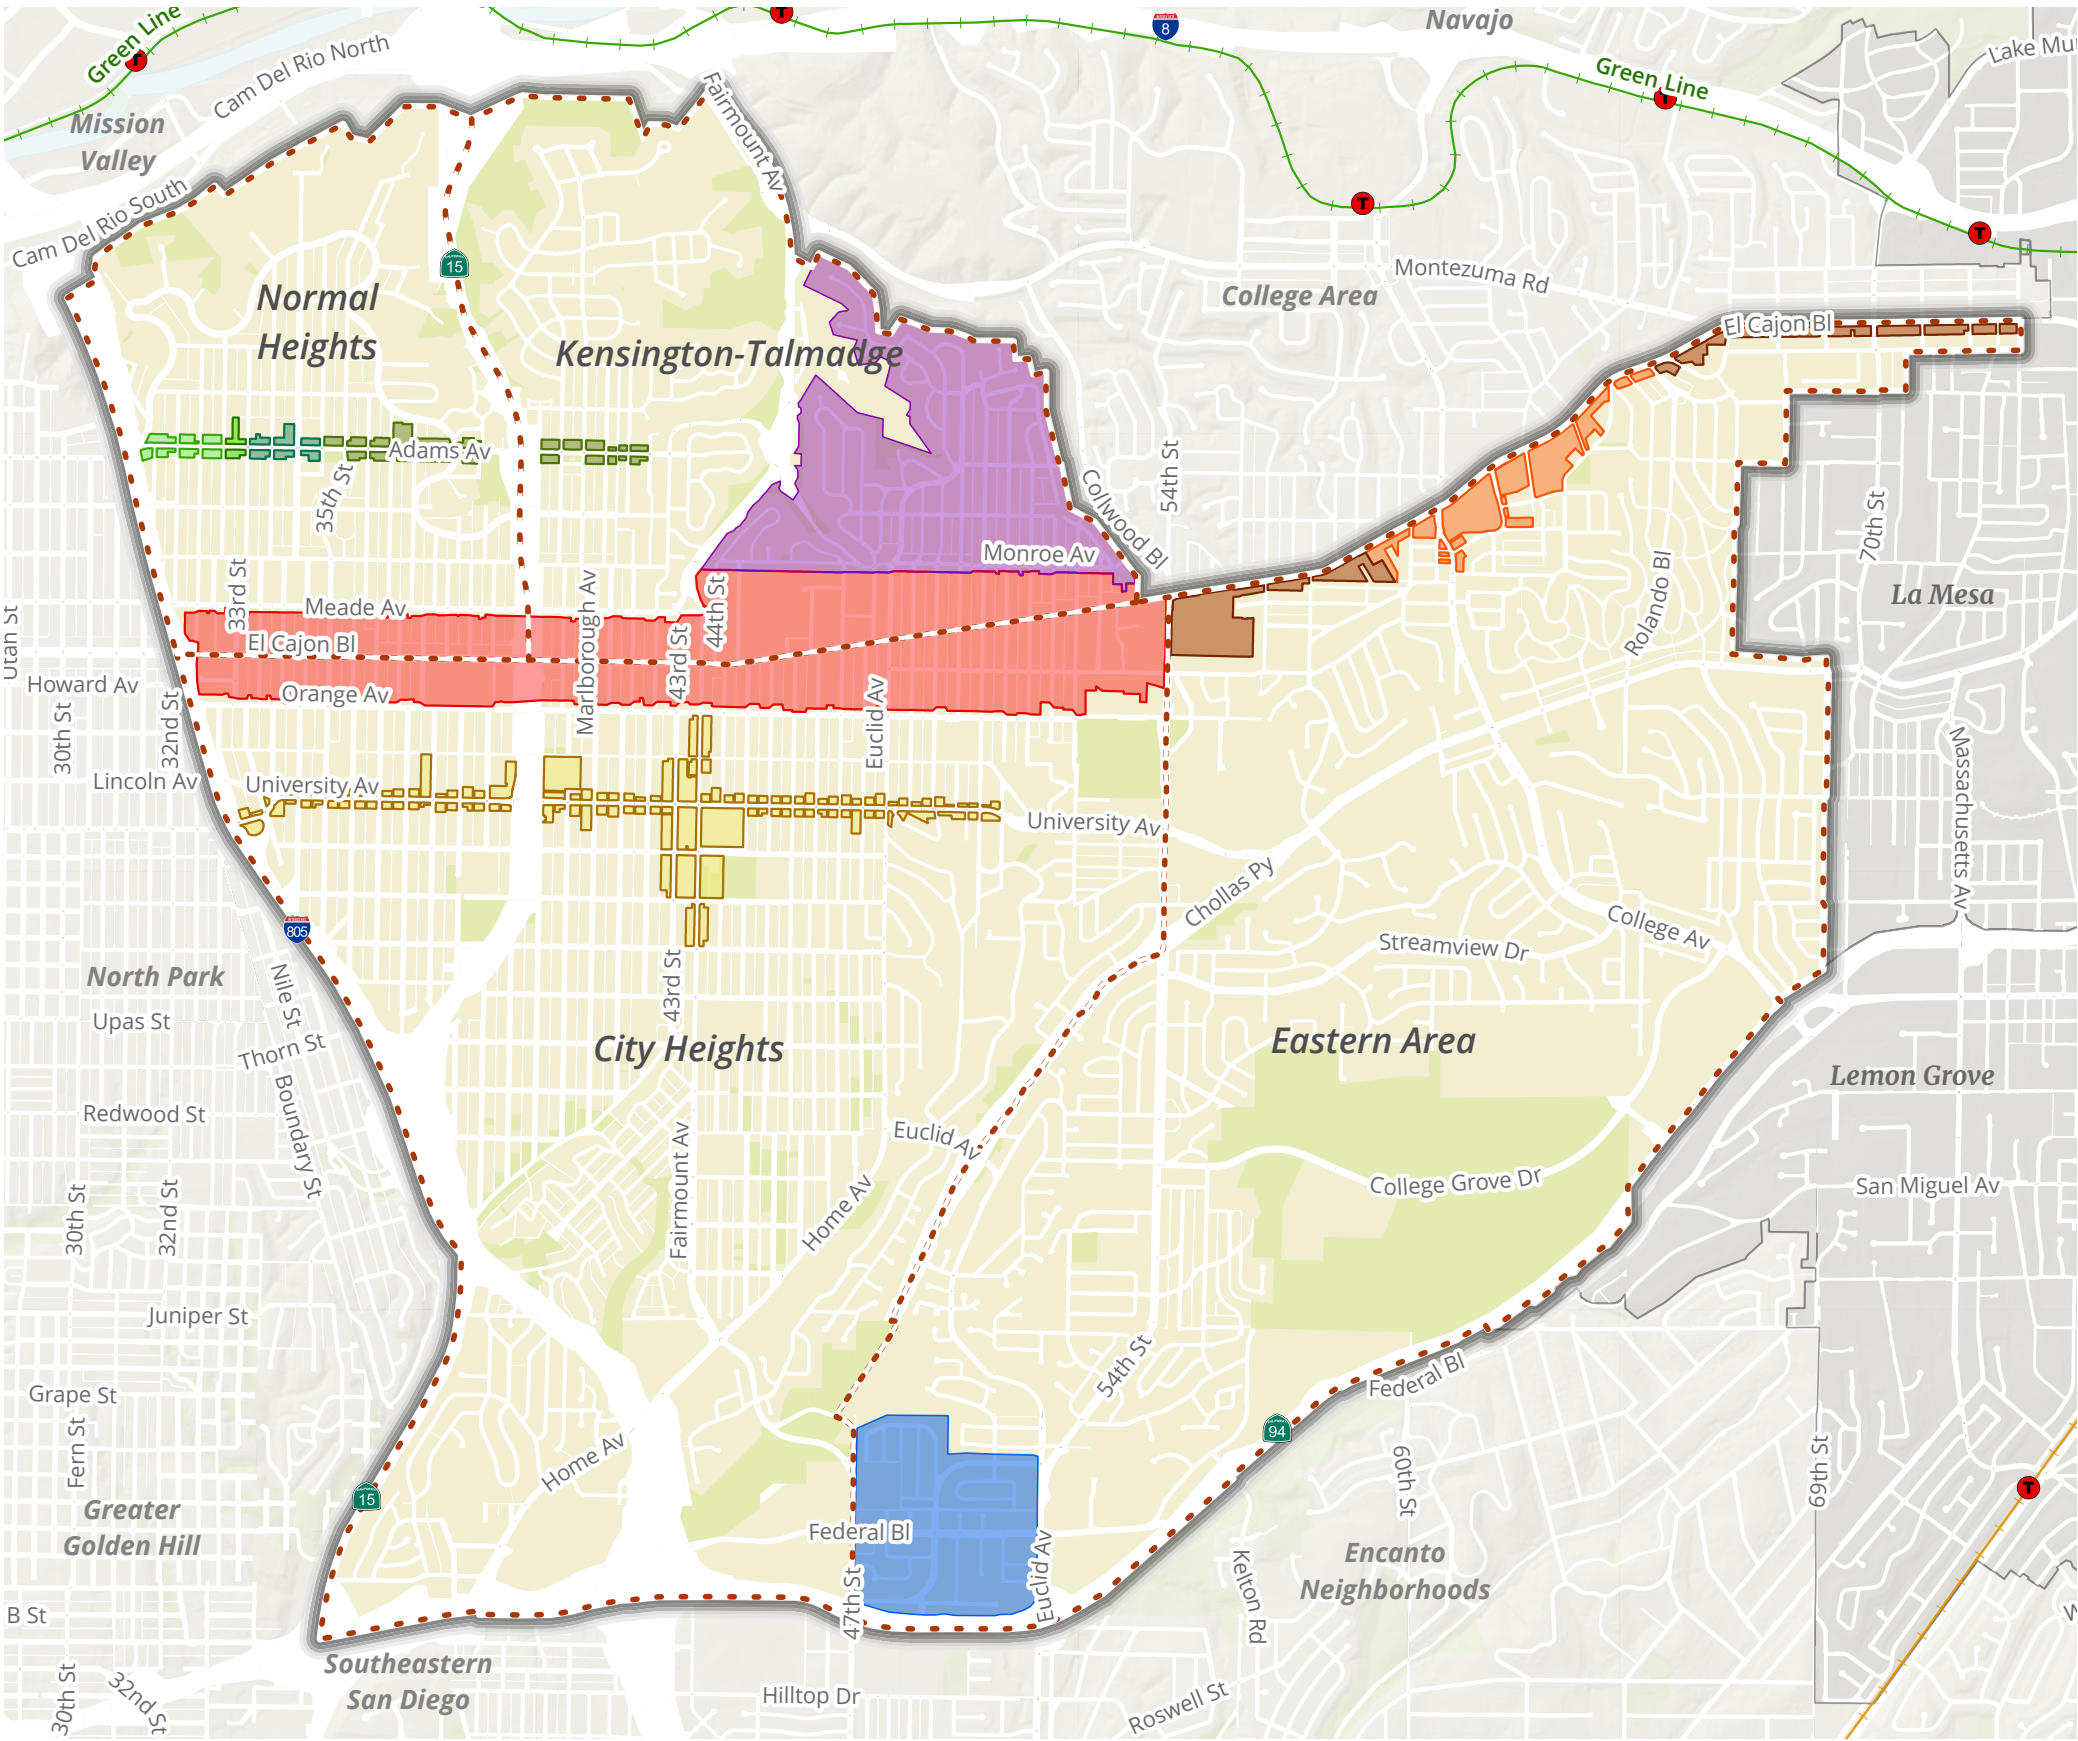 Green Line
T
T
8
Navajo
Lake Mu
Cam Del Rio North
Mission
Valley
Fairmount Av
Green Line
T
T
T
Cam Del Rio South
15
Normal
Heights
College Area
Montezuma Rd
El Cajon Bl
Kensington-Talmadge
Adams Av
35th St
Collwood Bl
54th St
70th St
Monroe Av
33rd St
44th St
Meade Av
El Cajon Bl
Orange Av
Marlborough Av
43rd St
Euclid Av
Rolando Bl
La Mesa
Utah St
Howard Av
30th St
32nd St
Lincoln Av
University Av
University Av
Massachusetts Av
Chollas Py
College Av
Streamview Dr
805
North Park
Nile St
Upas St
Thorn St
Boundary St
43rd St
City Heights
Eastern Area
Lemon Grove
Redwood St
Euclid Av
College Grove Dr
San Miguel Av
30th St
32nd St
Fairmount Av
Home Av
Juniper St
54th St
Federal Bl
Grape St
Fern St
Home Av
94
60th St
69th St
15
T
Greater
Golden Hill
Federal Bl
Encanto
Neighborhoods
47th St
Euclid Av
Kelton Rd
B St
Southeastern
San Diego
30th St
32nd St
Hilltop Dr
Roswell St